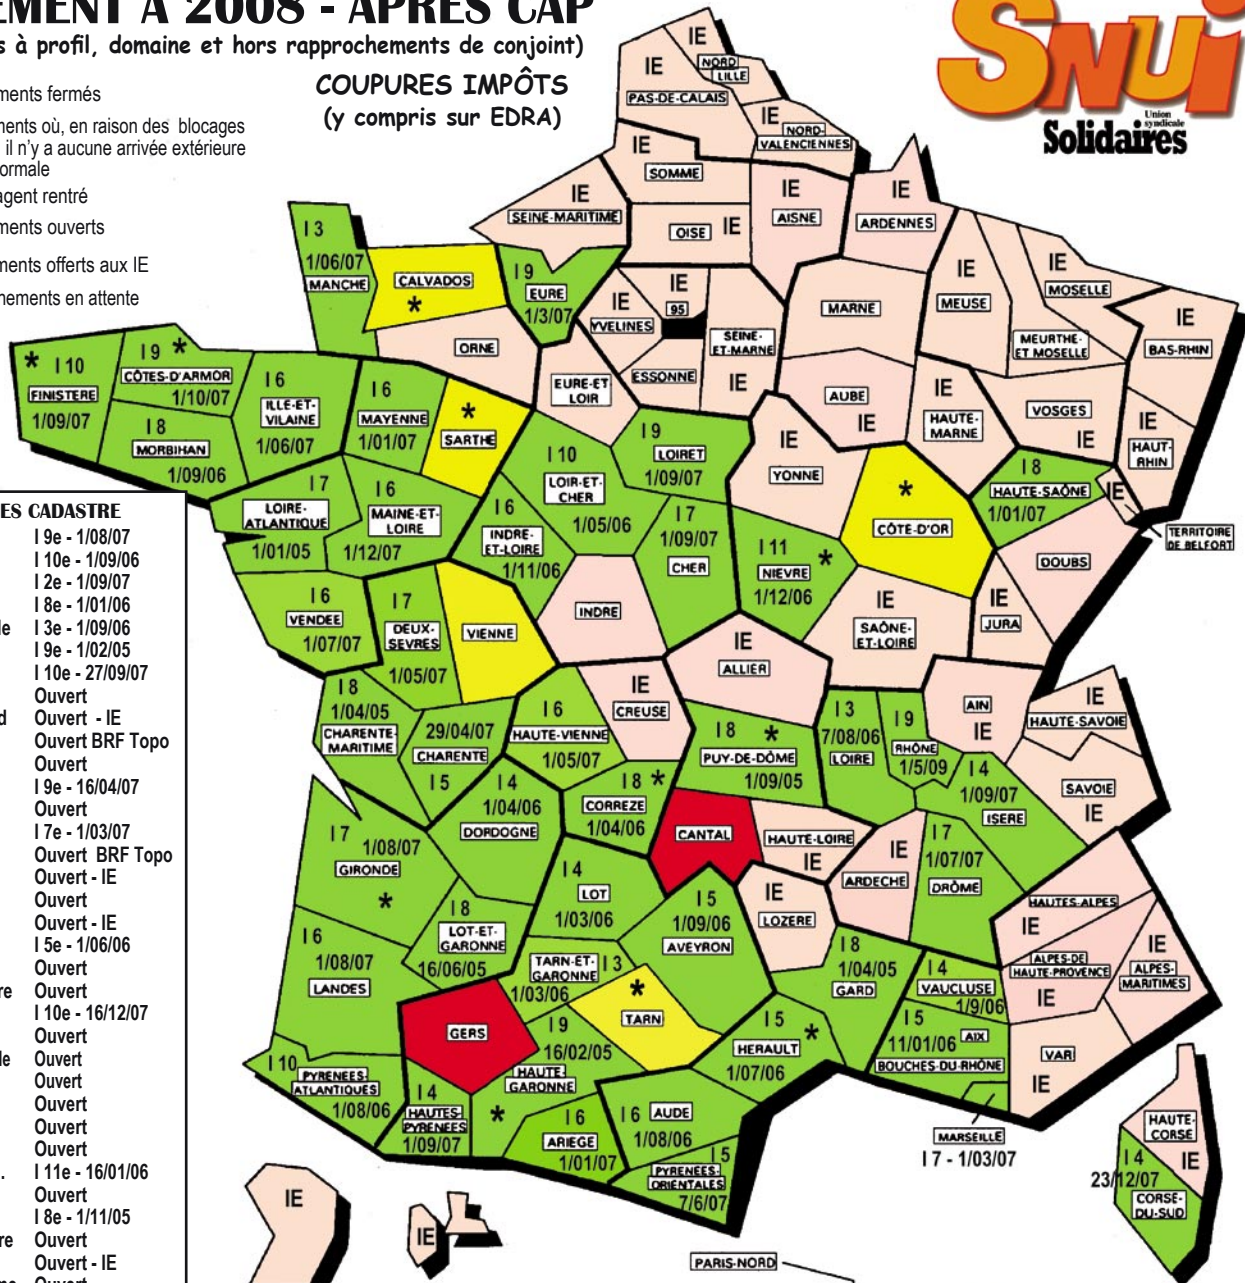 EMENT A 2008 - APRES CAP
s à profil, domaine et hors rapprochements de conjoint)
COUPURES IMPÔTS
(y compris sur EDRA)
ments fermés
ments où, en raison des blocages
il n'y a aucune arrivée extérieure
ormale
agent rentré
ments ouverts
ments offerts aux IE
hements en attente
SNUI
Union
syndicale
Solidaires
IE
NORD
LILLE
IE
PAS-DE-CALAIS
IE
NORD-
VALENCIENNES
IE
SOMME
IE
SEINE-MARITIME
OISE IE
IE
AISNE
IE
ARDENNES
I 3
1/06/07
MANCHE
CALVADOS
*
I 9
EURE
1/3/07
IE
YVELINES
IE
95
SEINE-
ET-MARNE
IE
ESSONNE
MARNE
IE
MEUSE
IE
MOSELLE
MEURTHE-
ET MOSELLE
IE
BAS-RHIN
ORNE
EURE-ET
LOIR
AUBE
IE
IE
HAUTE-
MARNE
VOSGES
IE
IE
HAUT-
RHIN
* I 10
FINISTERE
1/09/07
I 9 *
CÔTES-D'ARMOR
1/10/07
I 8
MORBIHAN
1/09/06
I 6
ILLE-ET-
VILAINE
1/06/07
I 6
MAYENNE
1/01/07
*
SARTHE
I 10
LOIR-ET-
CHER
1/05/06
I 9
LOIRET
1/09/07
IE
YONNE
*
CÔTE-D'OR
I 8
HAUTE-SAÔNE
1/01/07
IE
TERRITOIRE
DE BELFORT
I 7
LOIRE-
ATLANTIQUE
1/01/05
I 6
MAINE-ET-
LOIRE
1/12/07
I 6
INDRE-
ET-LOIRE
1/11/06
I 7
1/09/07
CHER
I 11
NIEVRE *
1/12/06
DOUBS
IE
JURA
IE
SAÔNE-
ET-LOIRE
INDRE
I 6
VENDEE
1/07/07
I 7
DEUX-
SEVRES
1/05/07
VIENNE
IE
ALLIER
I 8
1/04/05
CHARENTE-
MARITIME
29/04/07
CHARENTE
I 5
I 6
HAUTE-VIENNE
1/05/07
IE
CREUSE
I 8 *
PUY-DE-DÔME
1/09/05
I 3
7/08/06
LOIRE
I 9
RHÔNE
1/5/09
AIN
IE
IE
HAUTE-SAVOIE
SAVOIE
IE
I 4
1/09/07
ISERE
I 4
1/04/06
DORDOGNE
I 8 *
CORREZE
1/04/06
CANTAL
HAUTE-LOIRE
IE
IE
ARDECHE
I 7
1/07/07
DRÔME
I 7
1/08/07
GIRONDE
*
I 8
LOT-ET-
GARONNE
16/06/05
I 4
LOT
1/03/06
I 5
1/09/06
AVEYRON
IE
LOZERE
HAUTES-ALPES
IE
ALPES-DE
HAUTE-PROVENCE
IE
IE
ALPES-
MARITIMES
I 6
1/08/07
LANDES
TARN-ET-
GARONNE I 3
1/03/06
*
TARN
I 8
1/04/05
GARD
I 4
VAUCLUSE
1/9/06
I 5
11/01/06 AIX
BOUCHES-DU-RHÔNE
VAR
IE
GERS
I 9
16/02/05
HAUTE-
GARONNE
*
I 5
HERAULT *
1/07/06
I 10
PYRENEES-
ATLANTIQUES
1/08/06
I 4
HAUTES-
PYRENEES
1/09/07
I 6
ARIEGE
1/01/07
I 6 AUDE
1/08/06
I 5
PYRENEES-
ORIENTALES
7/6/07
MARSEILLE
I 7 - 1/03/07
HAUTE-
CORSE
IE
I 4
23/12/07
CORSE-
DU-SUD
IE
IE
PARIS-NORD
ES CADASTRE
I 9e - 1/08/07
I 10e - 1/09/06
I 2e - 1/09/07
I 8e - 1/01/06
le I 3e - 1/09/06
I 9e - 1/02/05
I 10e - 27/09/07
Ouvert
d Ouvert - IE
Ouvert BRF Topo
Ouvert
I 9e - 16/04/07
Ouvert
I 7e - 1/03/07
Ouvert BRF Topo
Ouvert - IE
Ouvert
Ouvert - IE
I 5e - 1/06/06
Ouvert
re Ouvert
I 10e - 16/12/07
Ouvert
le Ouvert
Ouvert
Ouvert
Ouvert
Ouvert
. I 11e - 16/01/06
Ouvert
I 8e - 1/11/05
re Ouvert
Ouvert - IE